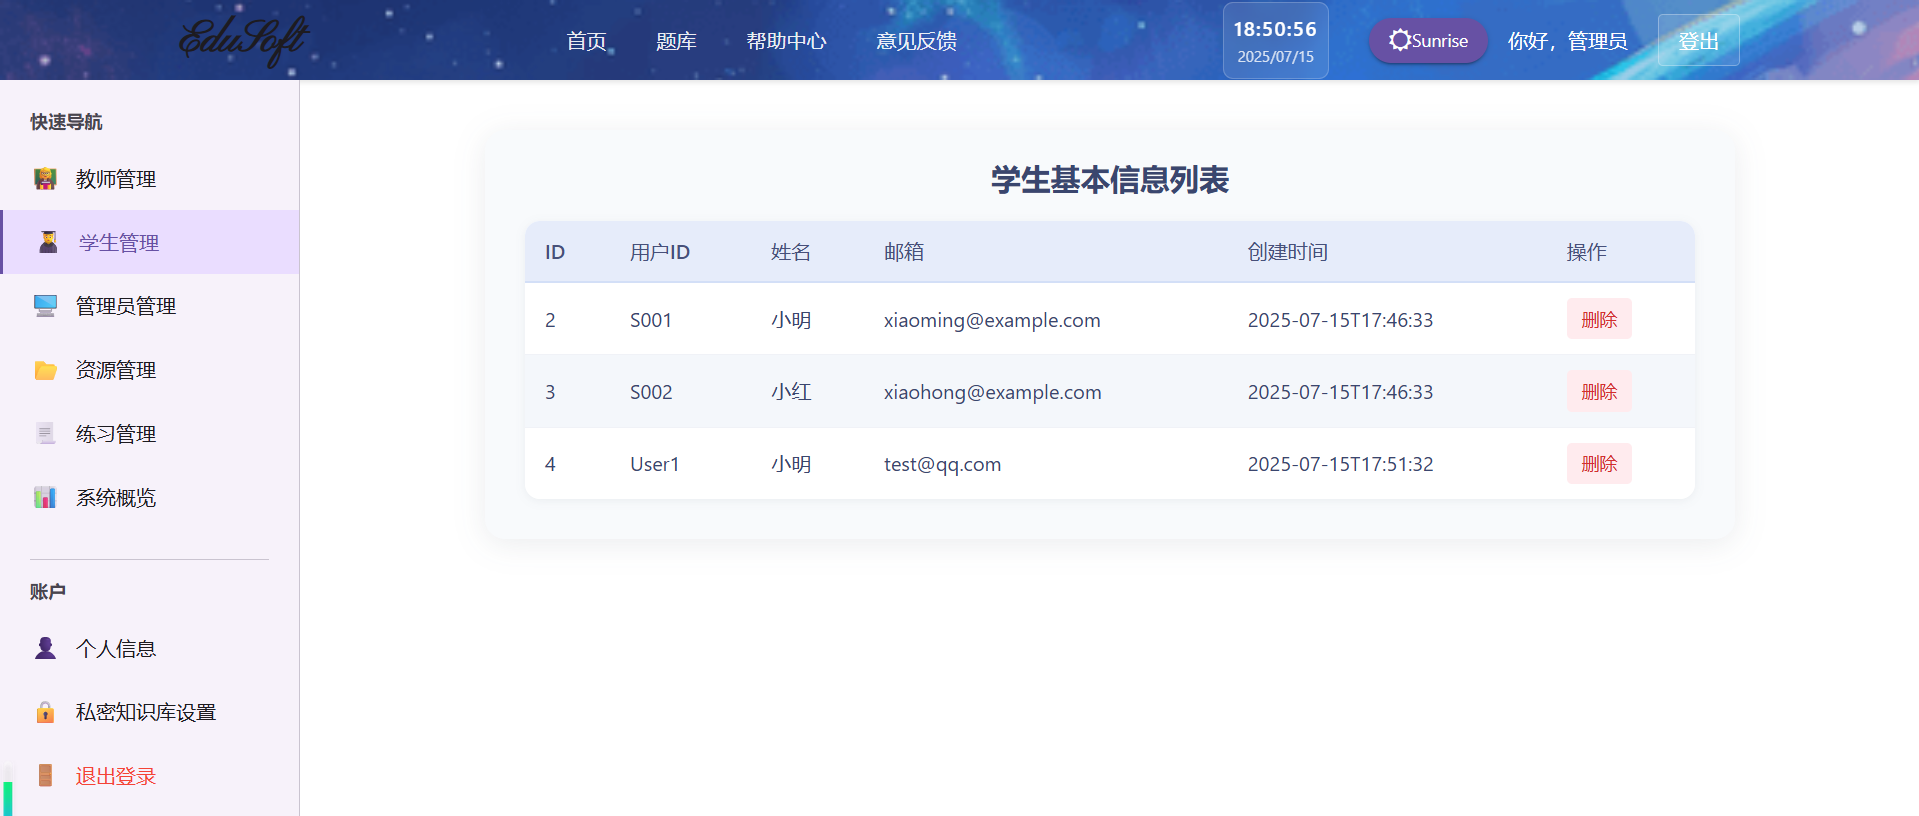 EduSoft
首页 题库 帮助中心 意见反馈
18:50:56
2025/07/15
Sunrise
你好，管理员
登出
快速导航
教师管理
学生管理
管理员管理
资源管理
练习管理
系统概览
账户
个人信息
私密知识库设置
退出登录
学生基本信息列表
ID 用户ID 姓名 邮箱 创建时间 操作
2 S001 小明 xiaoming@example.com 2025-07-15T17:46:33 删除
3 S002 小红 xiaohong@example.com 2025-07-15T17:46:33 删除
4 User1 小明 test@qq.com 2025-07-15T17:51:32 删除